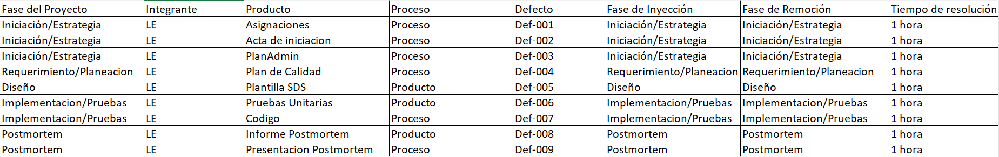 Fase del Proyecto Integrante Producto Proceso Defecto Fase de Inyección Fase de Remoción Tiempo de resolución
Iniciación/Estrategia LE Asignaciones Proceso Def-001 Iniciación/Estrategia Iniciación/Estrategia 1 hora
Iniciación/Estrategia LE Acta de iniciacion Proceso Def-002 Iniciación/Estrategia Iniciación/Estrategia 1 hora
Iniciación/Estrategia LE PlanAdmin Proceso Def-003 Iniciación/Estrategia Iniciación/Estrategia 1 hora
Requerimiento/Planeacion LE Plan de Calidad Proceso Def-004 Requerimiento/Planeacion Requerimiento/Planeacion 1 hora
Diseño LE Plantilla SDS Producto Def-005 Diseño Diseño 1 hora
Implementacion/Pruebas LE Pruebas Unitarias Producto Def-006 Implementacion/Pruebas Implementacion/Pruebas 1 hora
Implementacion/Pruebas LE Codigo Proceso Def-007 Implementacion/Pruebas Implementacion/Pruebas 1 hora
Postmortem LE Informe Postmortem Producto Def-008 Postmortem Postmortem 1 hora
Postmortem LE Presentacion Postmortem Proceso Def-009 Postmortem Postmortem 1 hora